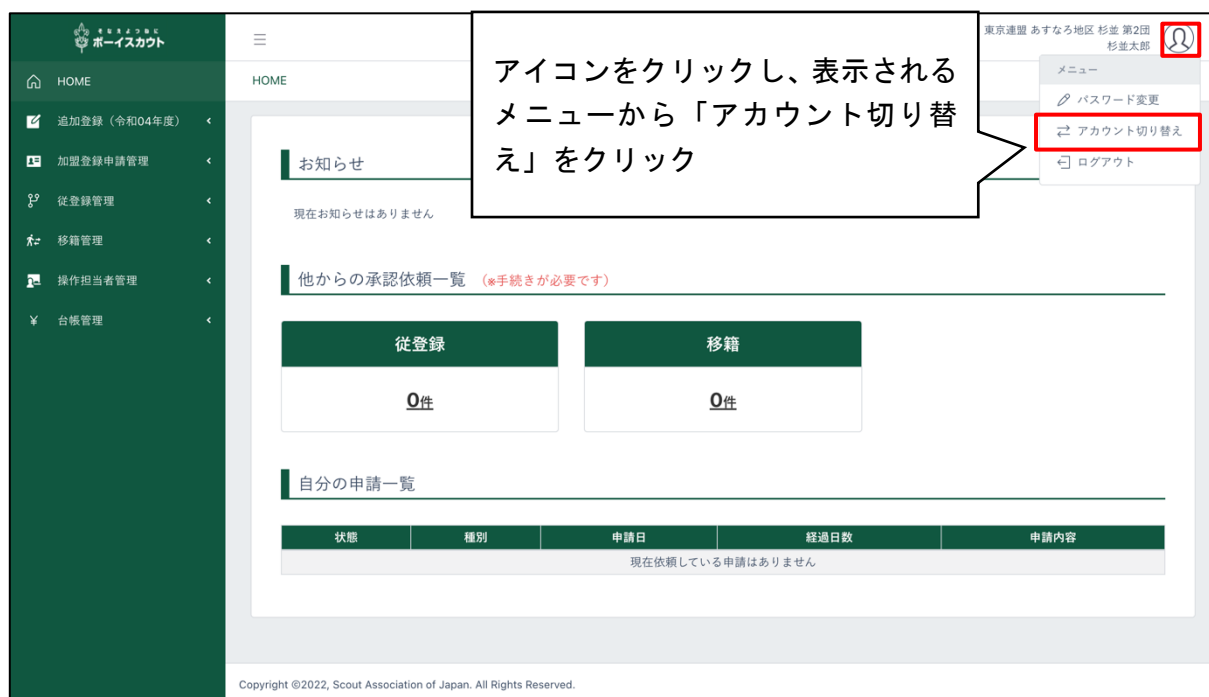 そなえよつねに
ボーイスカウト
東京連盟 あすなろ地区 杉並 第2団
杉並太郎
HOME
追加登録（令和04年度）
加盟登録申請管理
従登録管理
移籍管理
操作担当者管理
台帳管理
HOME
メニュー
パスワード変更
アカウント切り替え
ログアウト
アイコンをクリックし、表示される
メニューから「アカウント切り替
え」をクリック
お知らせ
現在お知らせはありません
他からの承認依頼一覧 （※手続きが必要です）
従登録 移籍
0件 0件
自分の申請一覧
状態 種別 申請日 経過日数 申請内容
現在依頼している申請はありません
Copyright ©2022, Scout Association of Japan. All Rights Reserved.